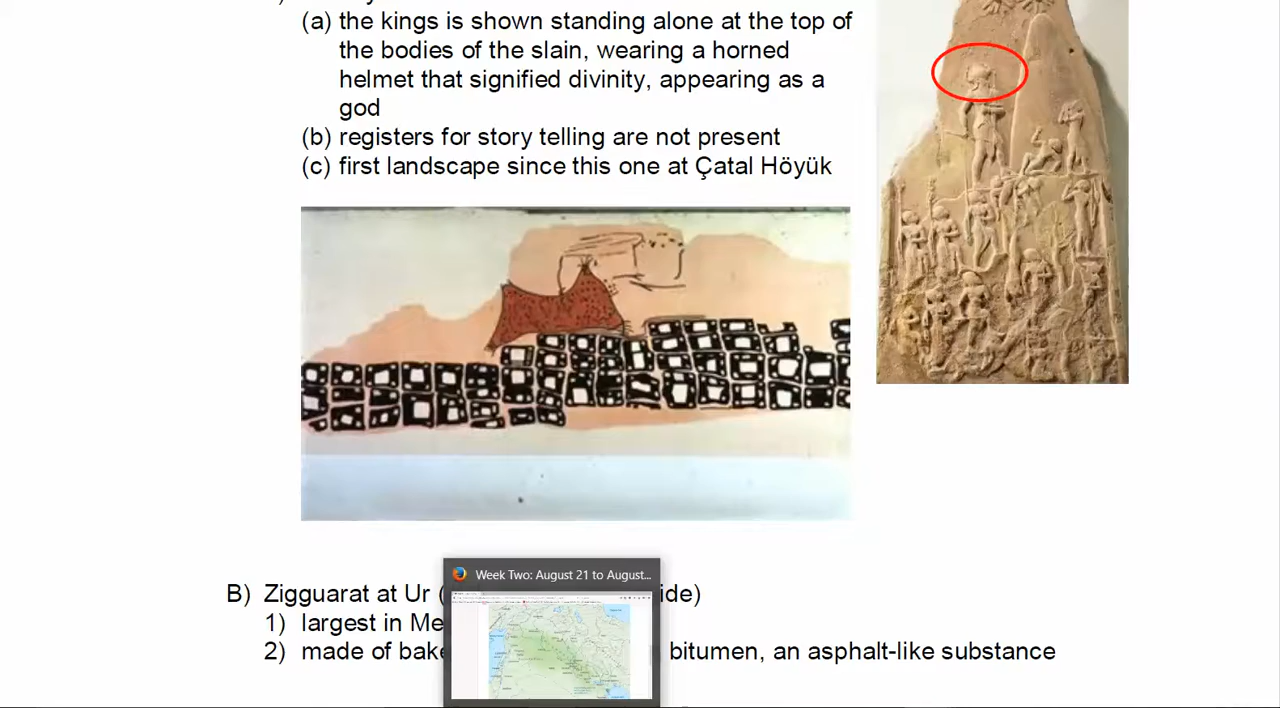 (a) the kings is shown standing alone at the top of
the bodies of the slain, wearing a horned
helmet that signified divinity, appearing as a
god
(b) registers for story telling are not present
(c) first landscape since this one at Çatal Höyük
B) Zigguarat at Ur ( ide)
1) largest in Me
2) made of bake bitumen, an asphalt-like substance
Week Two: August 21 to August...